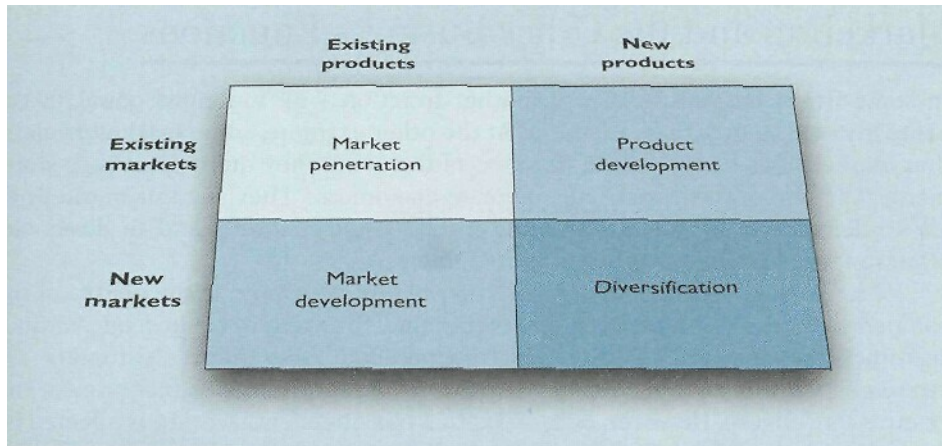 Existing
products
New
products
Existing
markets
Market
penetration
Product
development
New
markets
Market
development
Diversification